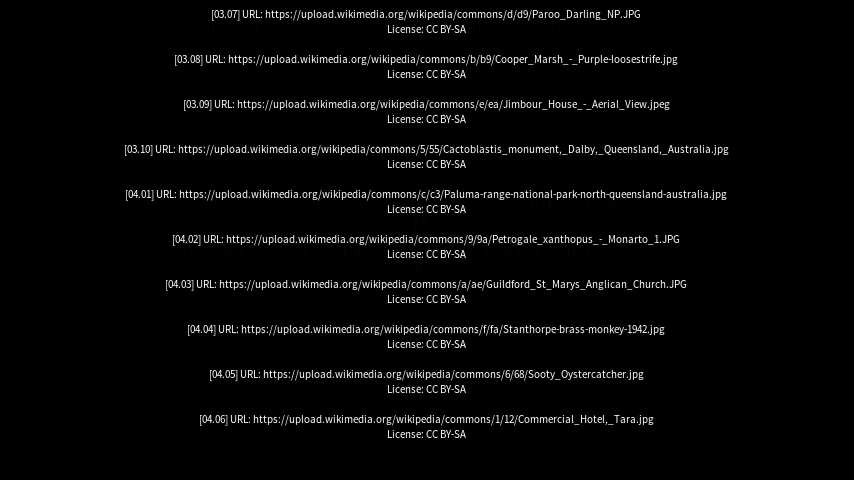 [03.07] URL: https://upload.wikimedia.org/wikipedia/commons/d/d9/Paroo_Darling_NP.JPG
License: CC BY-SA
[03.08] URL: https://upload.wikimedia.org/wikipedia/commons/b/b9/Cooper_Marsh_-_Purple-loosestrife.jpg
License: CC BY-SA
[03.09] URL: https://upload.wikimedia.org/wikipedia/commons/e/ea/Jimbour_House_-_Aerial_View.jpeg
License: CC BY-SA
[03.10] URL: https://upload.wikimedia.org/wikipedia/commons/5/55/Cactoblastis_monument,_Dalby,_Queensland,_Australia.jpg
License: CC BY-SA
[04.01] URL: https://upload.wikimedia.org/wikipedia/commons/c/c3/Paluma-range-national-park-north-queensland-australia.jpg
License: CC BY-SA
[04.02] URL: https://upload.wikimedia.org/wikipedia/commons/9/9a/Petrogale_xanthopus_-_Monarto_1.JPG
License: CC BY-SA
[04.03] URL: https://upload.wikimedia.org/wikipedia/commons/a/ae/Guildford_St_Marys_Anglican_Church.JPG
License: CC BY-SA
[04.04] URL: https://upload.wikimedia.org/wikipedia/commons/f/fa/Stanthorpe-brass-monkey-1942.jpg
License: CC BY-SA
[04.05] URL: https://upload.wikimedia.org/wikipedia/commons/6/68/Sooty_Oystercatcher.jpg
License: CC BY-SA
[04.06] URL: https://upload.wikimedia.org/wikipedia/commons/1/12/Commercial_Hotel,_Tara.jpg
License: CC BY-SA